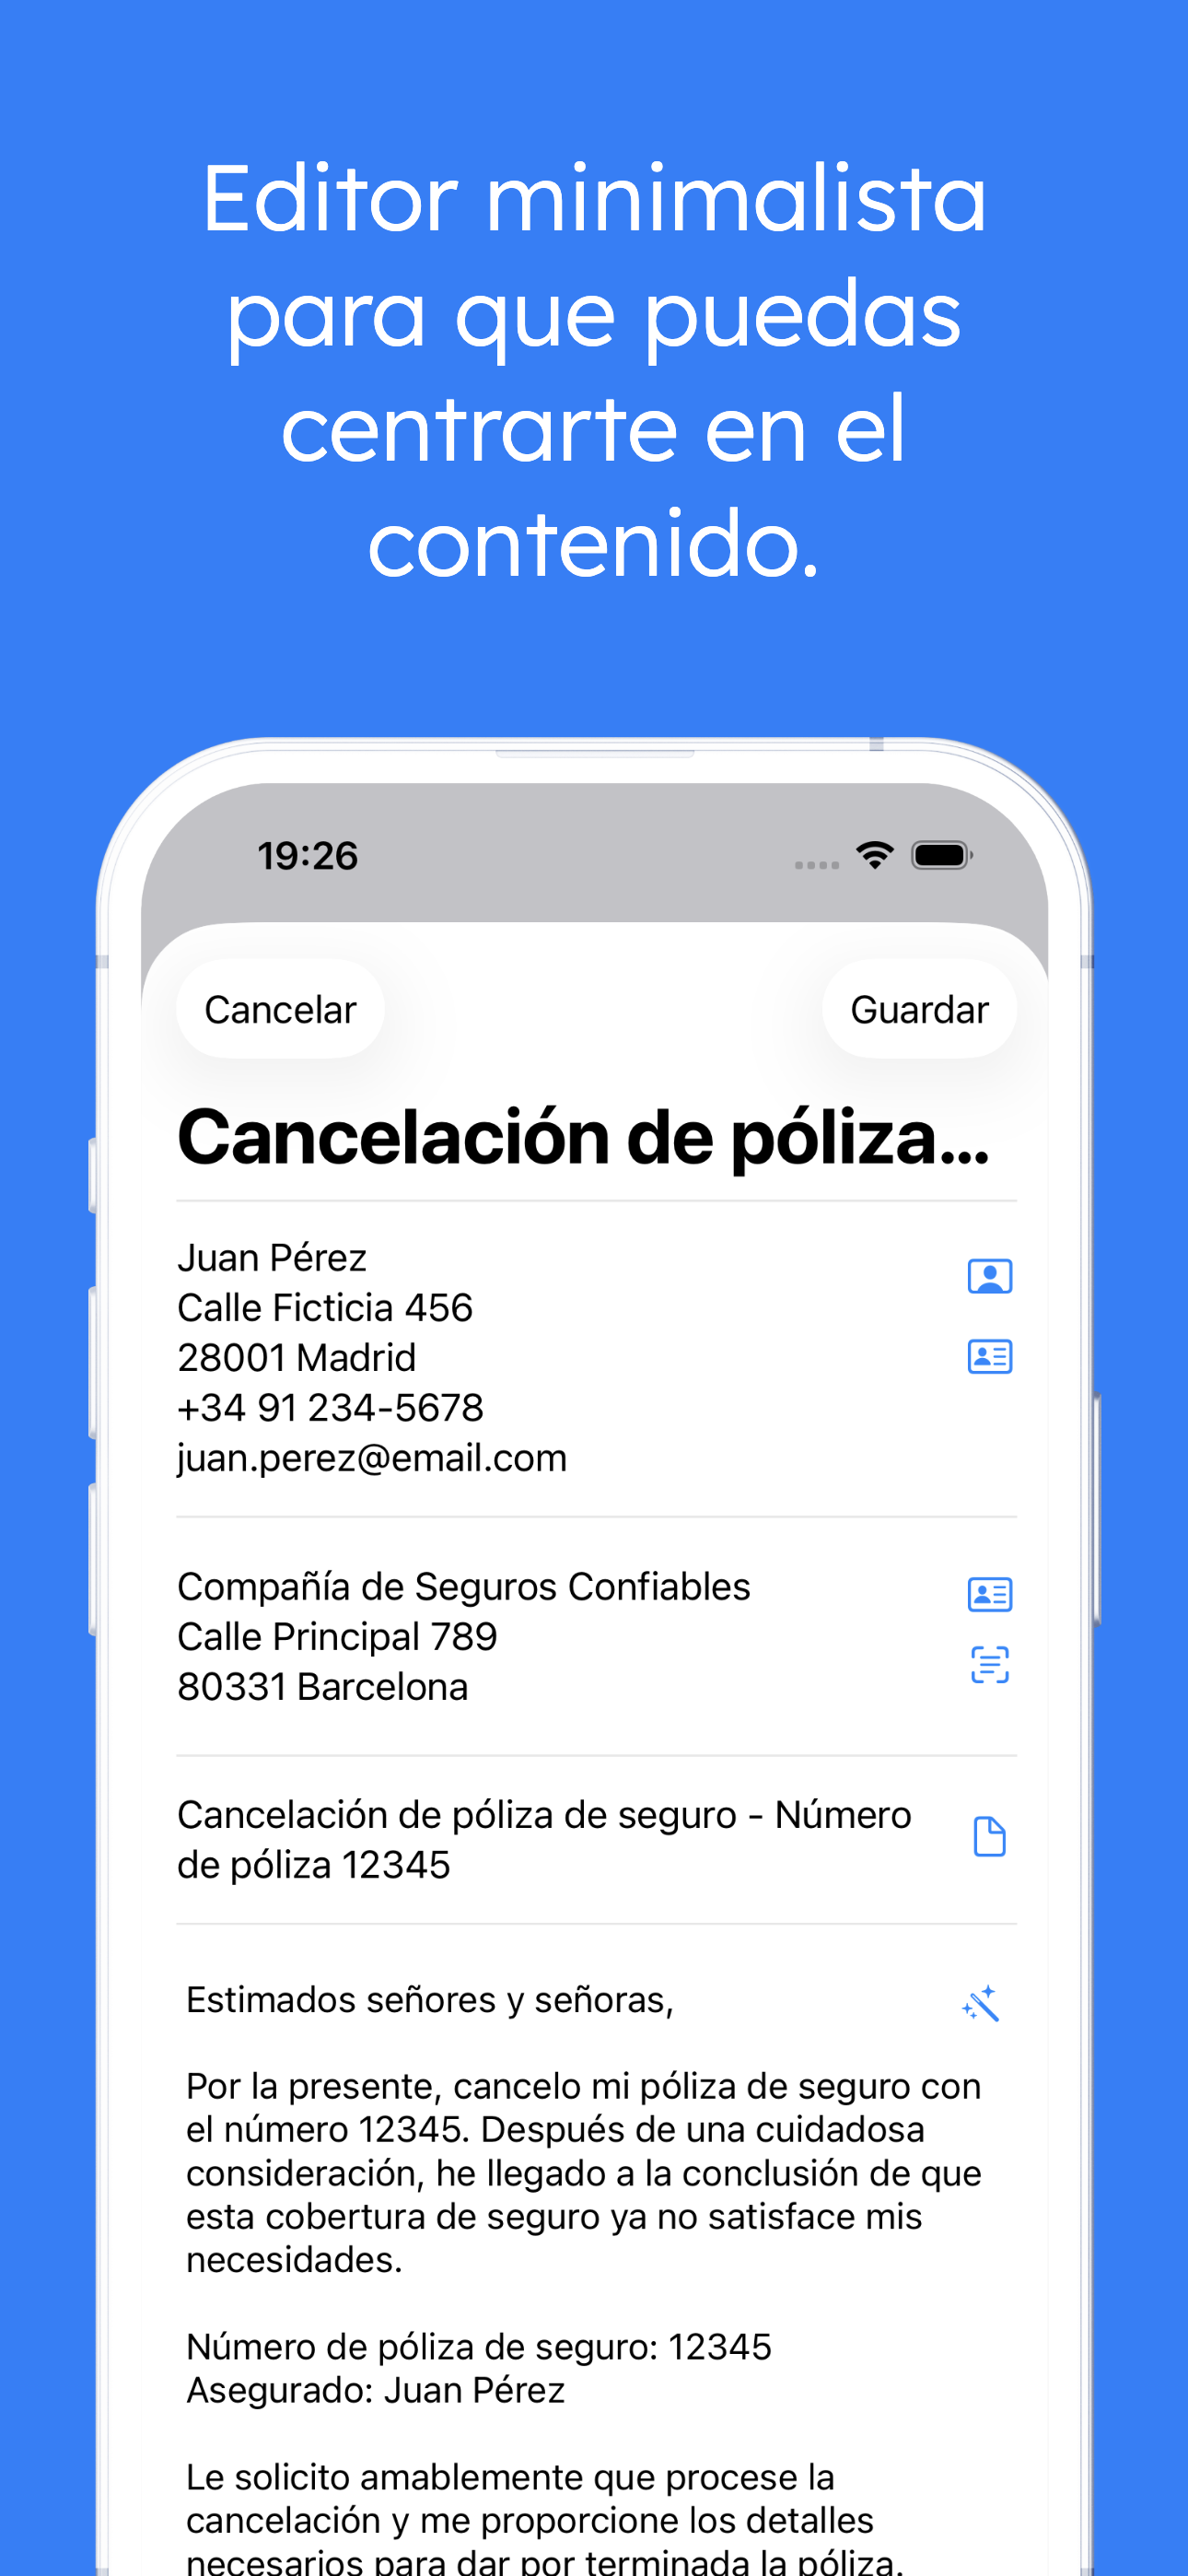 Editor minimalista
para que puedas
centrarte en el
contenido.
19:26
Cancelar
Guardar
Cancelación de póliza...
Juan Pérez
Calle Ficticia 456
28001 Madrid
+34 91 234-5678
juan.perez@email.com
Compañía de Seguros Confiables
Calle Principal 789
80331 Barcelona
Cancelación de póliza de seguro - Número
de póliza 12345
Estimados señores y señoras,
Por la presente, cancelo mi póliza de seguro con
el número 12345. Después de una cuidadosa
consideración, he llegado a la conclusión de que
esta cobertura de seguro ya no satisface mis
necesidades.
Número de póliza de seguro: 12345
Asegurado: Juan Pérez
Le solicito amablemente que procese la
cancelación y me proporcione los detalles
necesarios para dar por terminada la póliza.